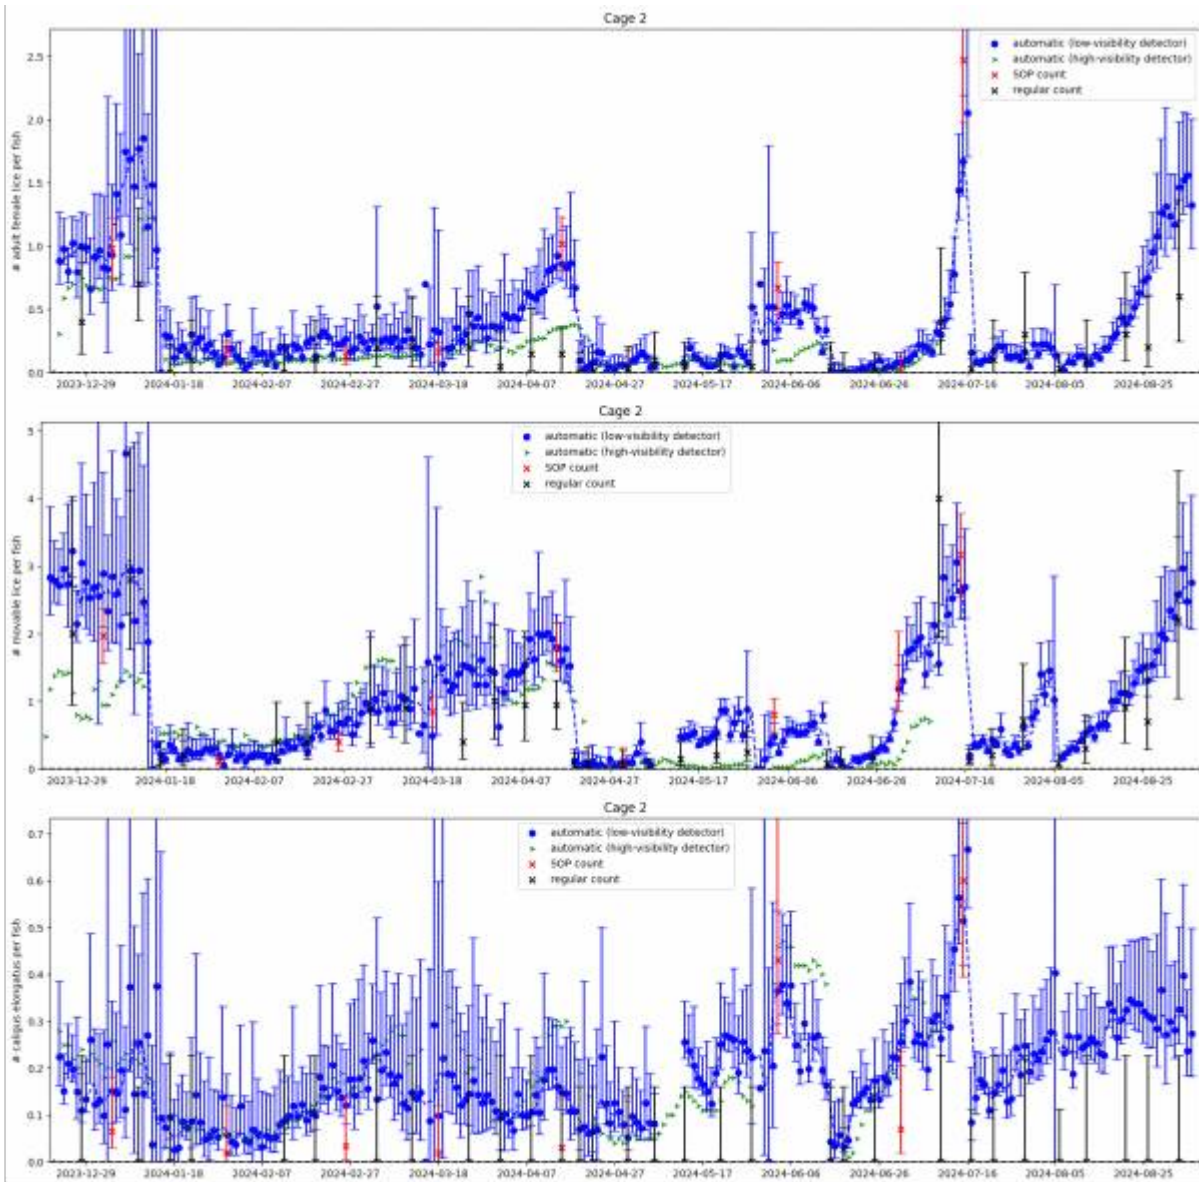 Cage 2
# adult female lice per fish
2.5
2.0
1.5
1.0
0.5
0.0
automatic (low-visibility detector)
automatic (high-visibility detector)
SOP count
regular count
2023-12-29 2024-01-18 2024-02-07 2024-02-27 2024-03-18 2024-04-07 2024-04-27 2024-05-17 2024-06-06 2024-06-26 2024-07-16 2024-08-05 2024-08-25
Cage 2
# movable lice per fish
5
4
3
2
1
0
automatic (low-visibility detector)
automatic (high-visibility detector)
SOP count
regular count
2023-12-29 2024-01-18 2024-02-07 2024-02-27 2024-03-18 2024-04-07 2024-04-27 2024-05-17 2024-06-06 2024-06-26 2024-07-16 2024-08-05 2024-08-25
Cage 2
# caligus elongatus per fish
0.7
0.6
0.5
0.4
0.3
0.2
0.1
0.0
automatic (low-visibility detector)
automatic (high-visibility detector)
SOP count
regular count
2023-12-29 2024-01-18 2024-02-07 2024-02-27 2024-03-18 2024-04-07 2024-04-27 2024-05-17 2024-06-06 2024-06-26 2024-07-16 2024-08-05 2024-08-25